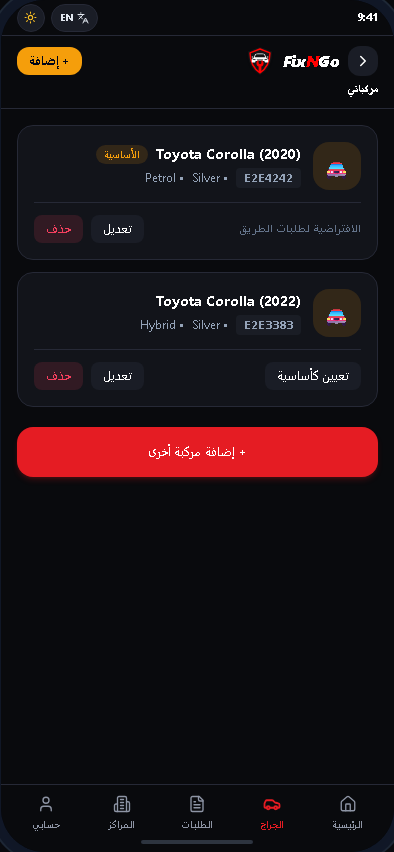 9:41
EN
FixNGo
+ إضافة
مركباتي
Toyota Corolla (2020) الأساسية
E2E4242 • Silver • Petrol
الافتراضية لطلبات الطريق
تعديل
حذف
Toyota Corolla (2022)
E2E3383 • Silver • Hybrid
تعيين كأساسية
تعديل
حذف
+ إضافة مركبة أخرى
الرئيسية
الجراج
الطلبات
المراكز
حسابي